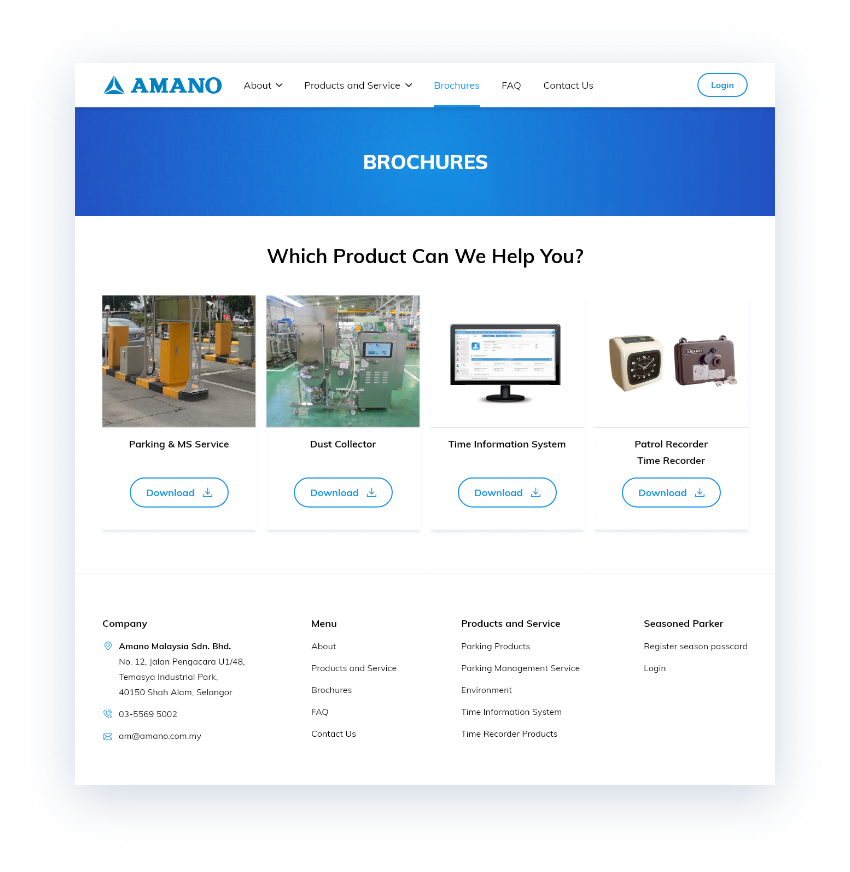 AMANO
About
Products and Service
Brochures
FAQ
Contact Us
Login
BROCHURES
Which Product Can We Help You?
Parking & MS Service
Download
Dust Collector
Download
Time Information System
Download
AMANO
Patrol Recorder
Time Recorder
Download
Company
Amano Malaysia Sdn. Bhd.
No. 12, Jalan Pengacara U1/48,
Temasya Industrial Park,
40150 Shah Alam, Selangor
03-5569 5002
am@amano.com.my
Menu
About
Products and Service
Brochures
FAQ
Contact Us
Products and Service
Parking Products
Parking Management Service
Environment
Time Information System
Time Recorder Products
Seasoned Parker
Register season passcard
Login